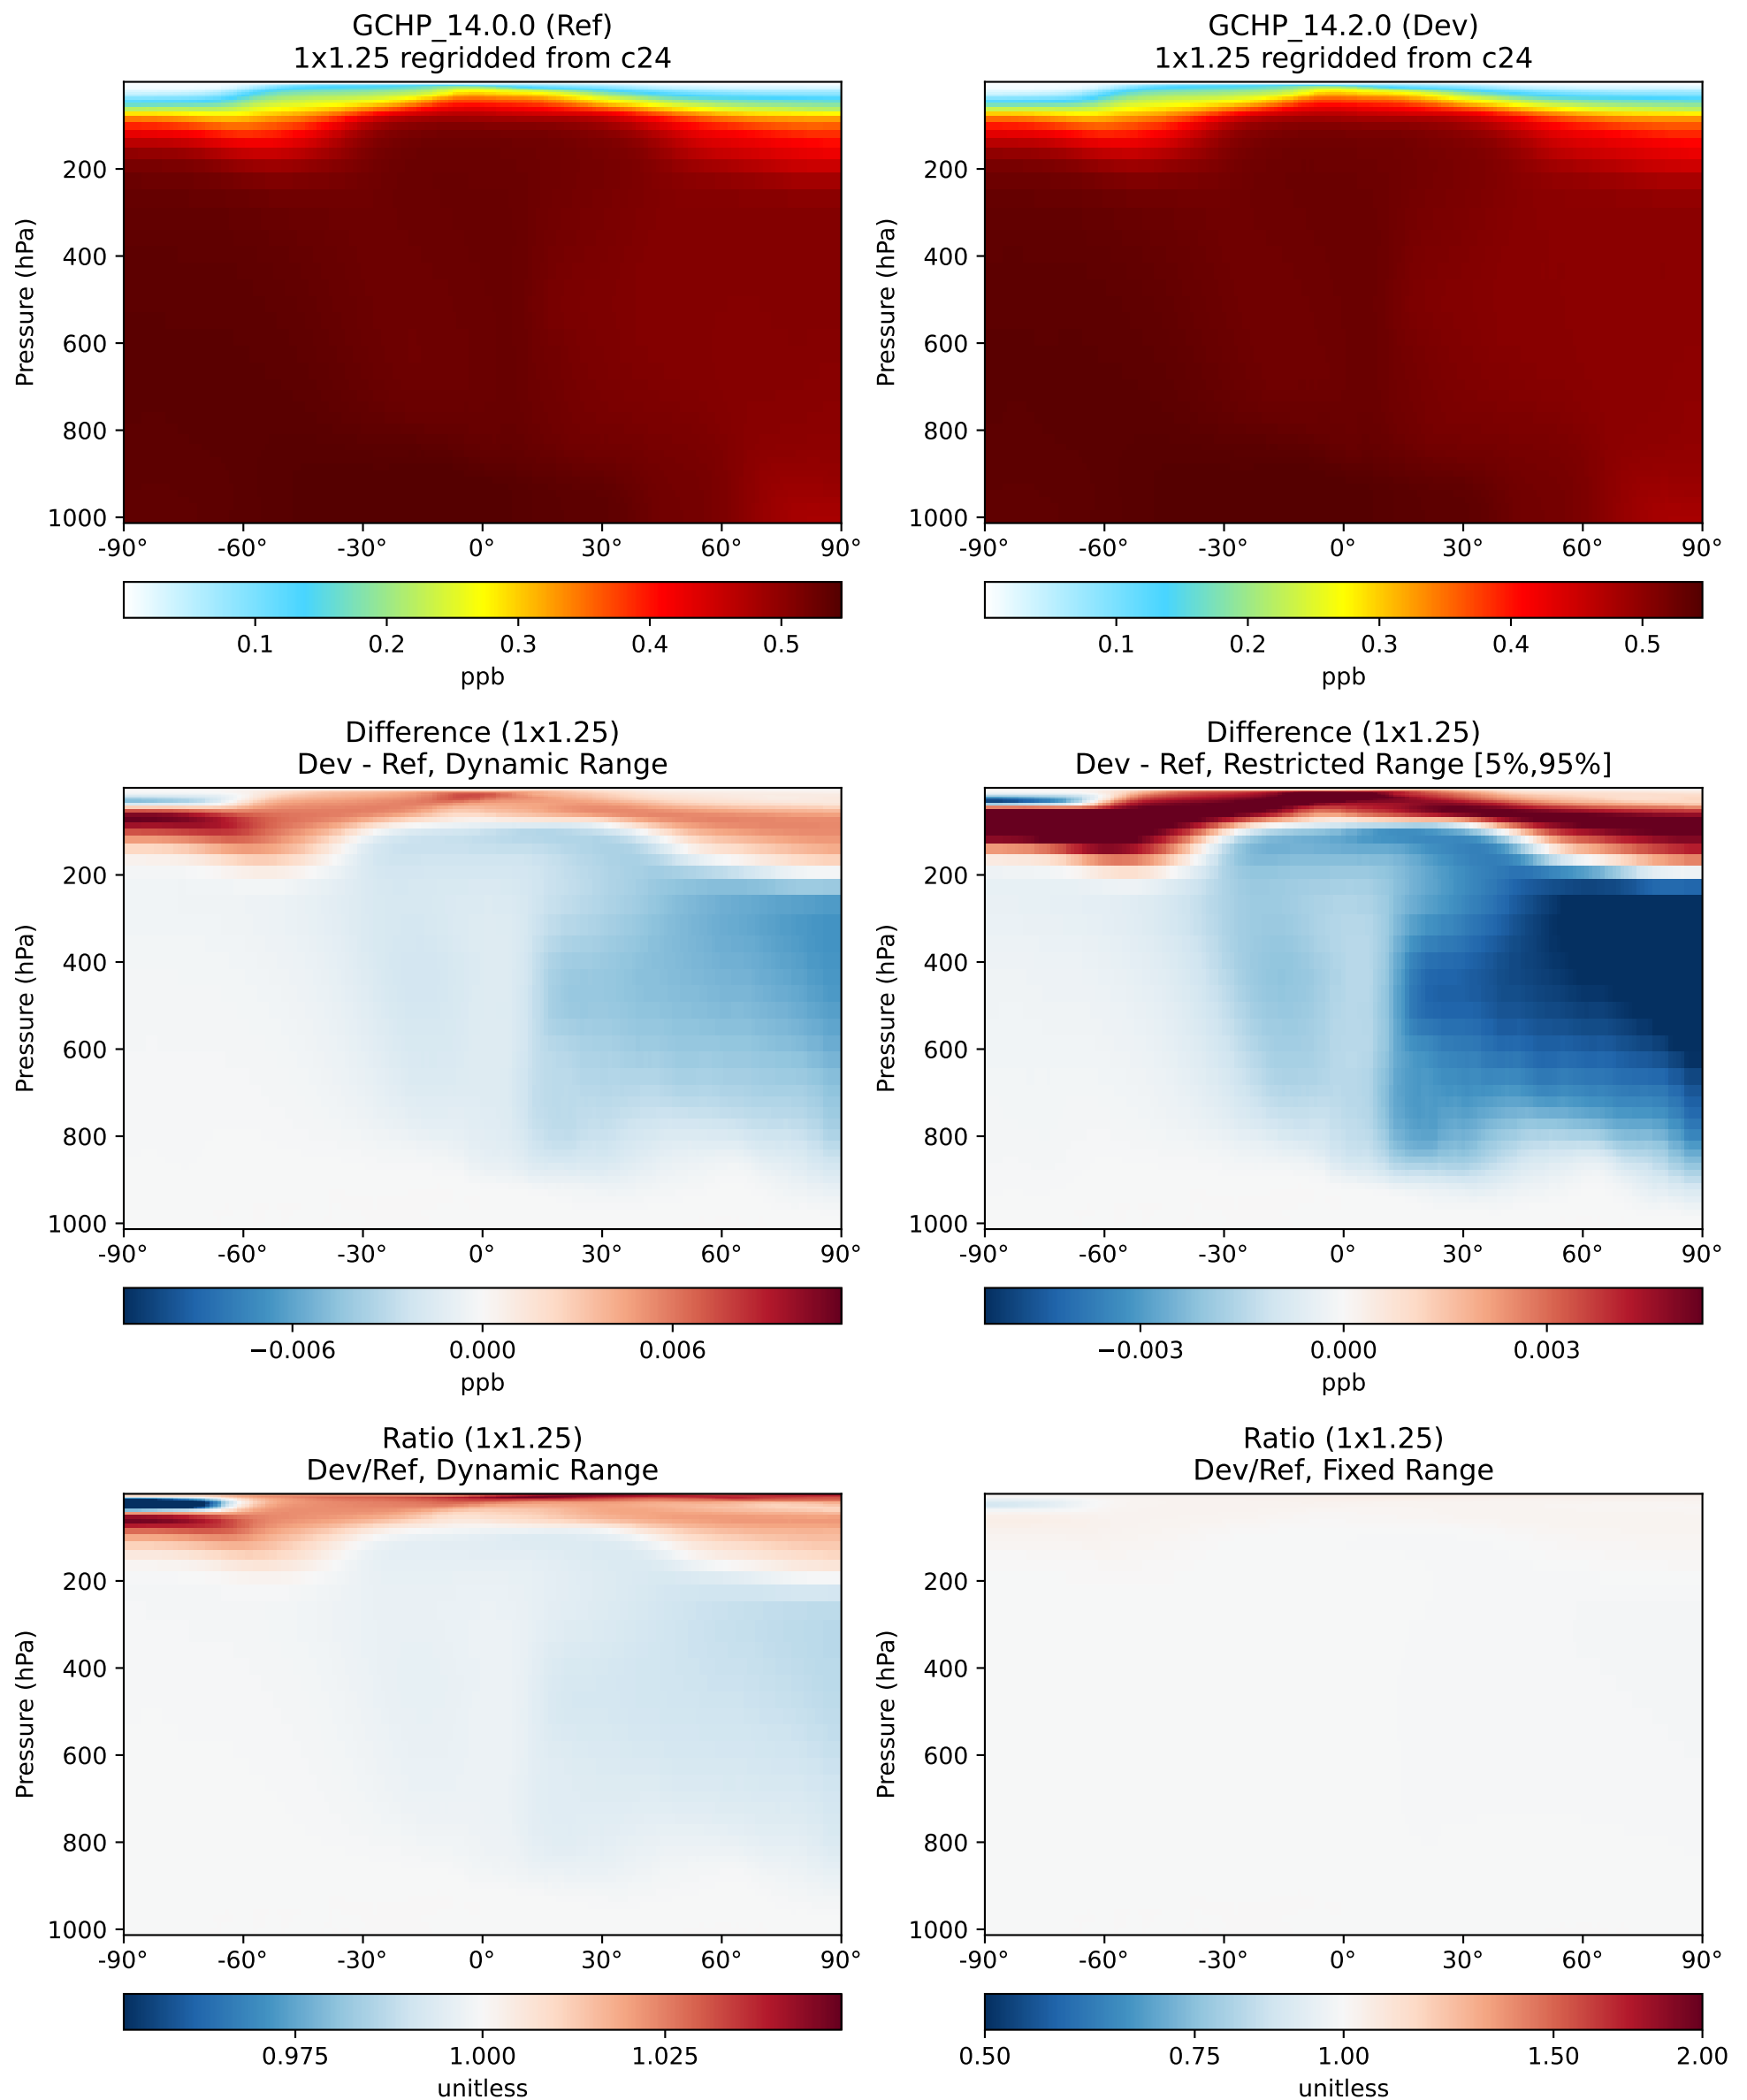 GCHP_14.0.0 (Ref)
1x1.25 regridded from c24
GCHP_14.2.0 (Dev)
1x1.25 regridded from c24
Pressure (hPa)
200
400
600
800
1000
-90° -60° -30° 0° 30° 60° 90°
0.1 0.2 0.3 0.4 0.5
ppb
Pressure (hPa)
200
400
600
800
1000
-90° -60° -30° 0° 30° 60° 90°
0.1 0.2 0.3 0.4 0.5
ppb
Difference (1x1.25)
Dev - Ref, Dynamic Range
Difference (1x1.25)
Dev - Ref, Restricted Range [5%,95%]
Pressure (hPa)
200
400
600
800
1000
-90° -60° -30° 0° 30° 60° 90°
−0.006 0.000 0.006
ppb
Pressure (hPa)
200
400
600
800
1000
-90° -60° -30° 0° 30° 60° 90°
−0.003 0.000 0.003
ppb
Ratio (1x1.25)
Dev/Ref, Dynamic Range
Ratio (1x1.25)
Dev/Ref, Fixed Range
Pressure (hPa)
200
400
600
800
1000
-90° -60° -30° 0° 30° 60° 90°
0.975 1.000 1.025
unitless
Pressure (hPa)
200
400
600
800
1000
-90° -60° -30° 0° 30° 60° 90°
0.50 0.75 1.00 1.50 2.00
unitless